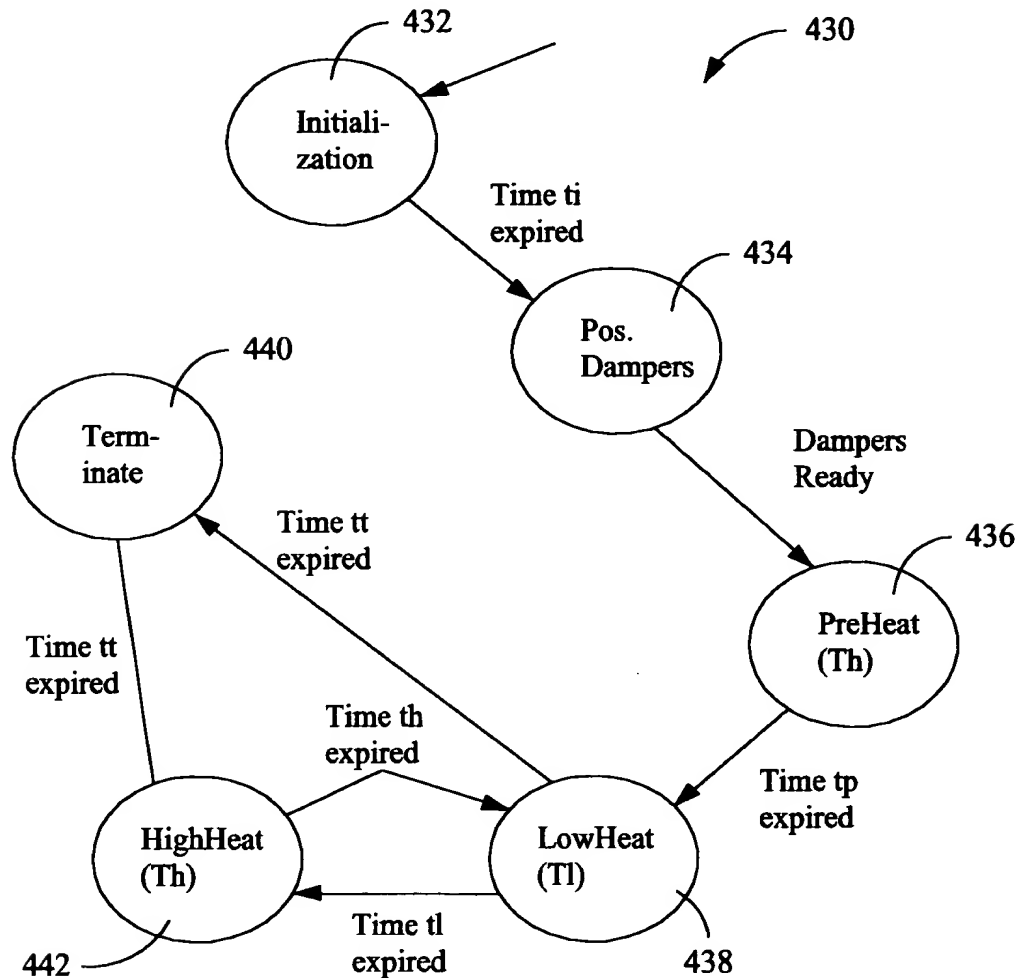 432
430
Initiali-
zation
Time ti
expired
434
Pos.
Dampers
440
Term-
inate
Dampers
Ready
Time tt
expired
436
PreHeat
(Th)
Time tt
expired
Time th
expired
Time tp
expired
HighHeat
(Th)
LowHeat
(Tl)
Time tl
expired
442
438